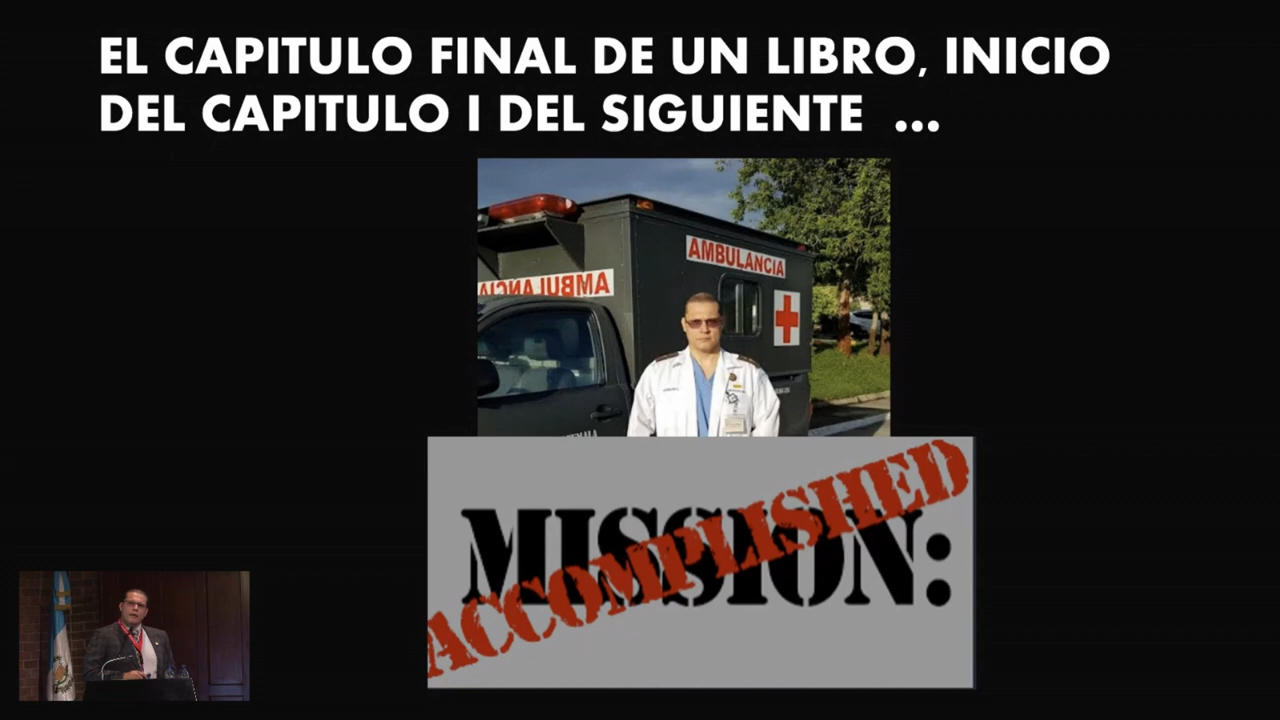 EL CAPITULO FINAL DE UN LIBRO, INICIO
DEL CAPITULO I DEL SIGUIENTE ...
AMBULANCIA
AMBULANCIA
MISSION:
ACCOMPLISHED